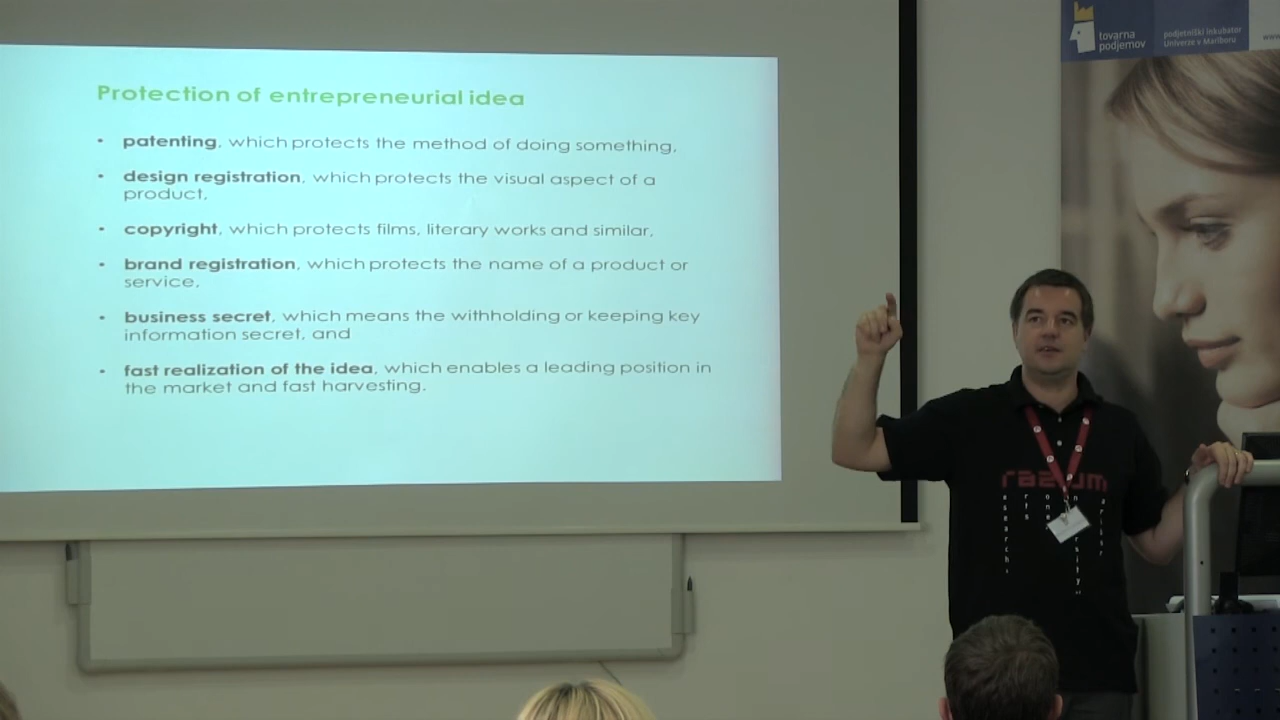 Protection of entrepreneurial idea
• patenting, which protects the method of doing something,
• design registration, which protects the visual aspect of a
product,
• copyright, which protects films, literary works and similar,
• brand registration, which protects the name of a product or
service,
• business secret, which means the withholding or keeping key
information secret, and
• fast realization of the idea, which enables a leading position in
the market and fast harvesting.
tovarna
podjemov
podjetniški inkubator
Univerze v Mariboru
www